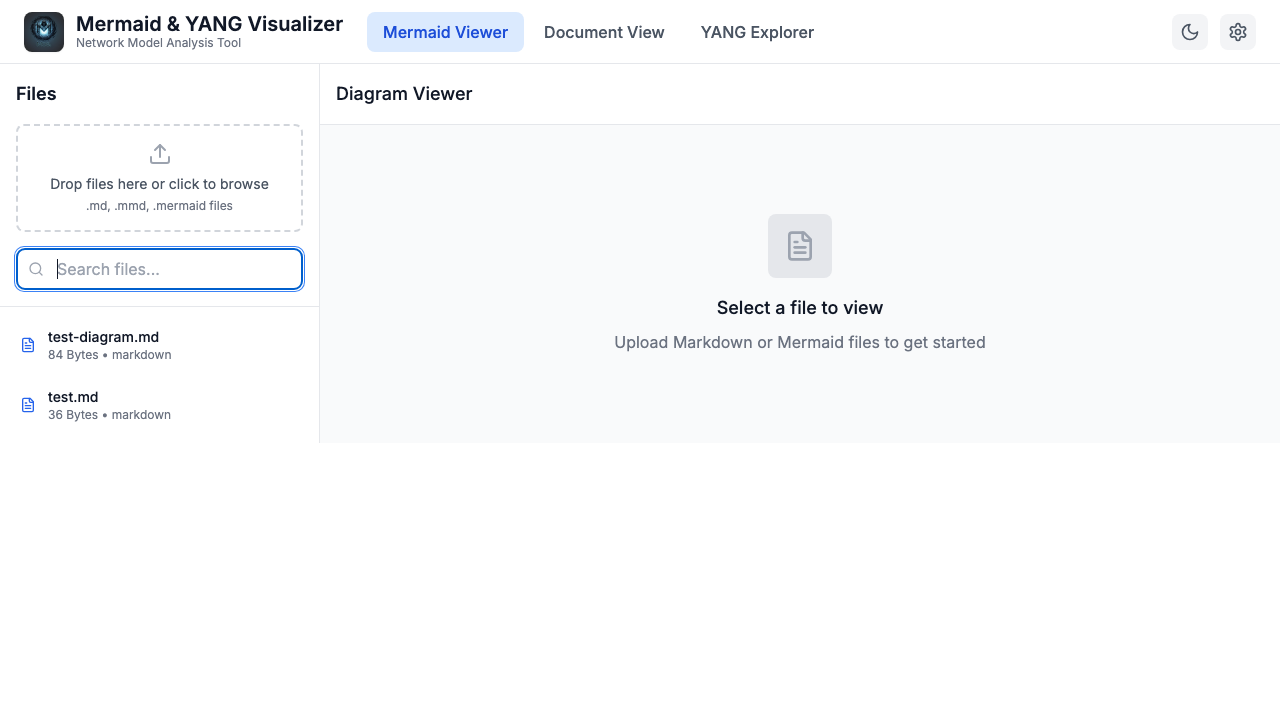 Mermaid & YANG Visualizer
Network Model Analysis Tool
Mermaid Viewer
Document View
YANG Explorer
Files
Drop files here or click to browse
.md, .mmd, .mermaid files
Search files...
test-diagram.md
84 Bytes • markdown
test.md
36 Bytes • markdown
Diagram Viewer
Select a file to view
Upload Markdown or Mermaid files to get started